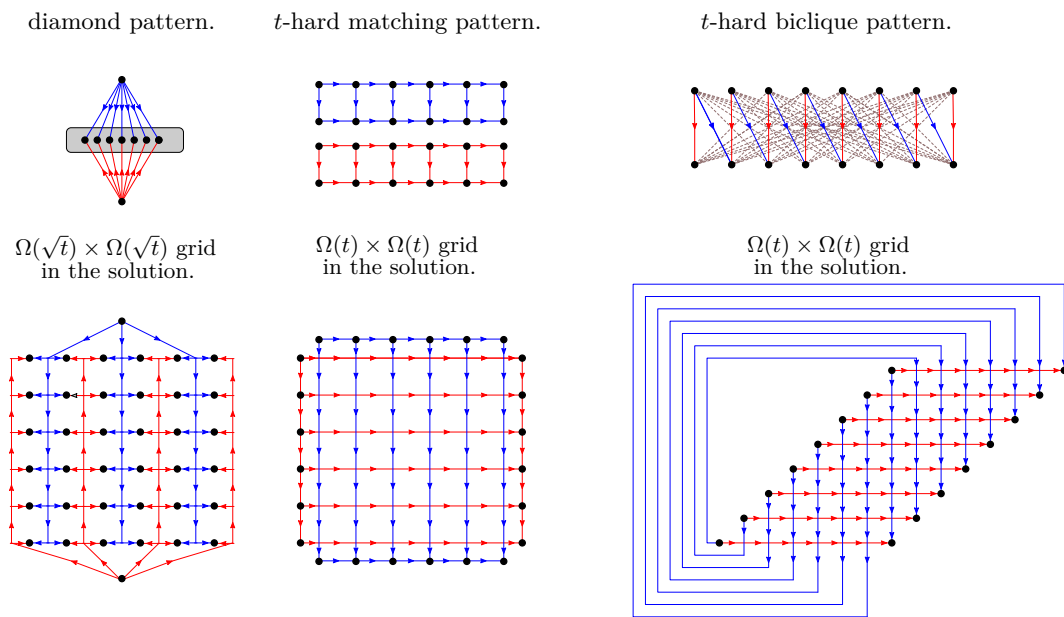 diamond pattern.
t-hard matching pattern.
t-hard biclique pattern.
Ω(√t) × Ω(√t) grid
in the solution.
Ω(t) × Ω(t) grid
in the solution.
Ω(t) × Ω(t) grid
in the solution.